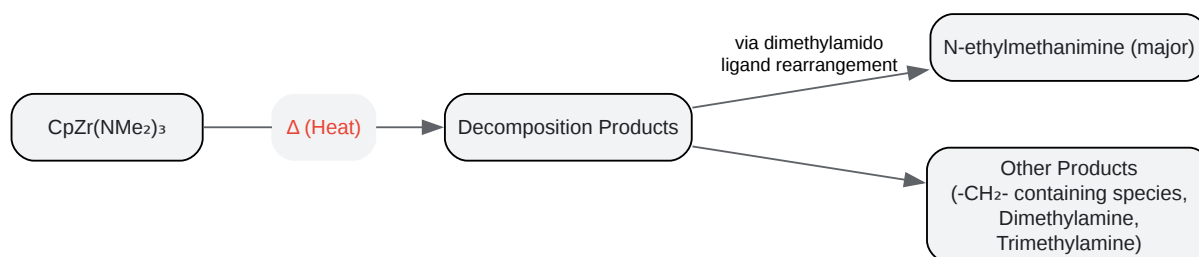 CpZr(NMe₂)₃
Δ (Heat)
Decomposition Products
via dimethylamido
ligand rearrangement
N-ethylmethanimine (major)
Other Products
(-CH₂- containing species,
Dimethylamine,
Trimethylamine)